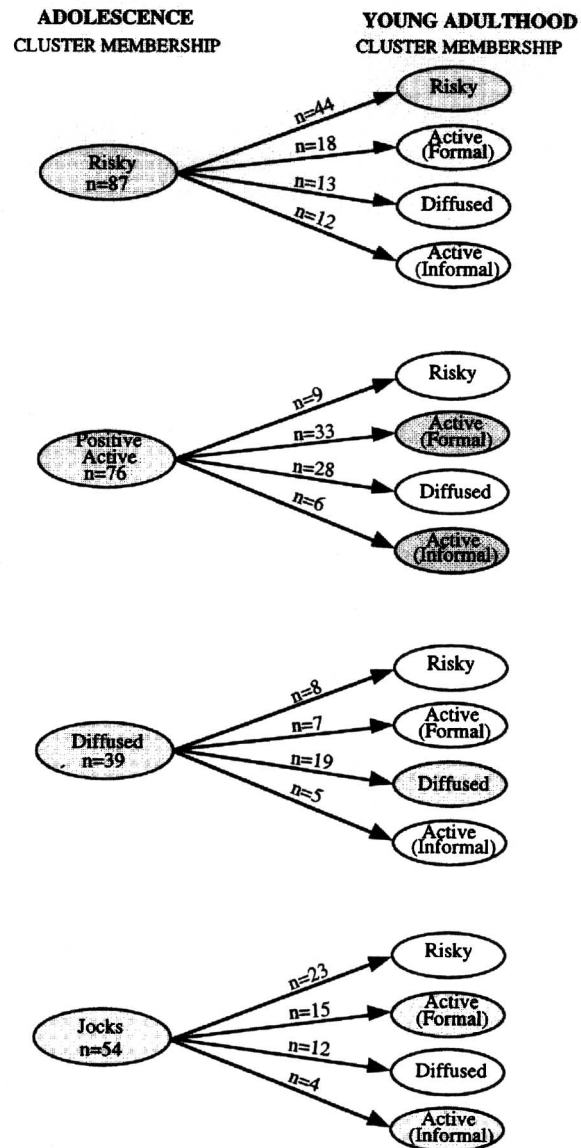 ADOLESCENCE
CLUSTER MEMBERSHIP
YOUNG ADULTHOOD
CLUSTER MEMBERSHIP
Risky
n=87
n=44
Risky
n=18
Active
(Formal)
n=13
Diffused
n=12
Active
(Informal)
Positive
Active
n=76
n=9
Risky
n=33
Active
(Formal)
n=28
Diffused
n=6
Active
(Informal)
Diffused
n=39
n=8
Risky
n=7
Active
(Formal)
n=19
Diffused
n=5
Active
(Informal)
Jocks
n=54
n=23
Risky
n=15
Active
(Formal)
n=12
Diffused
n=4
Active
(Informal)